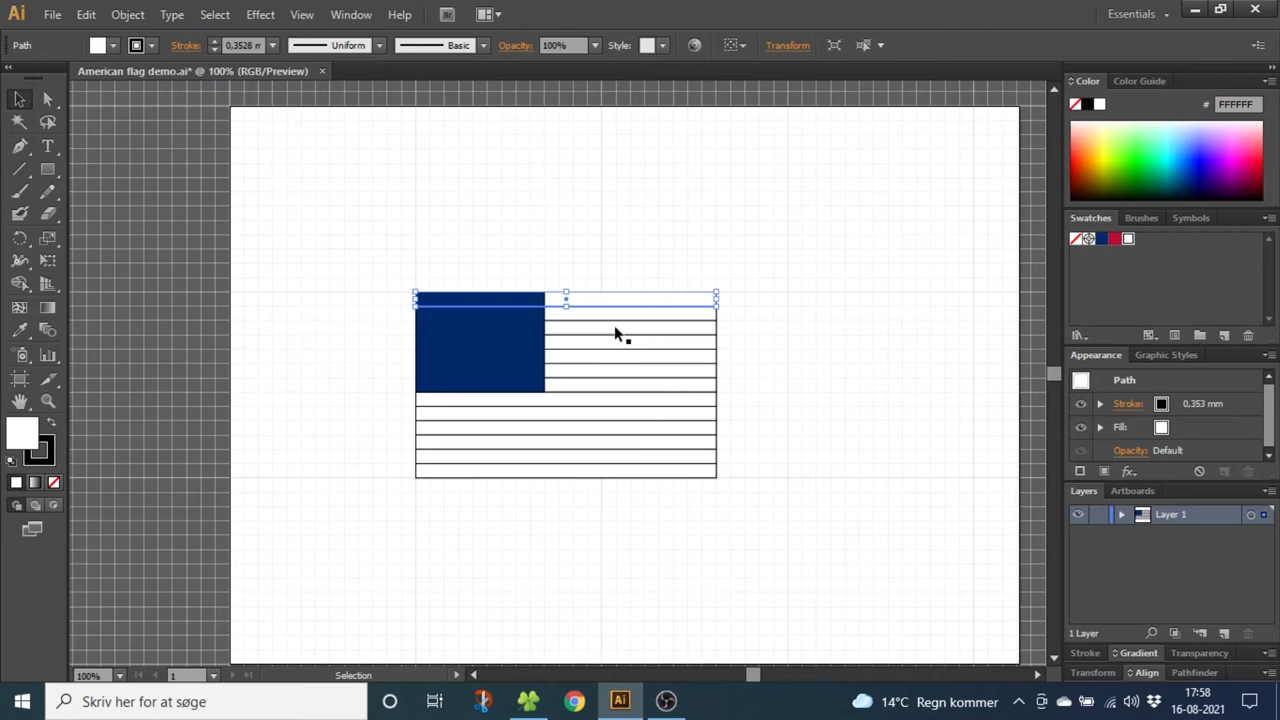 Ai File Edit Object Type Select Effect View Window Help Br Essentials
Path Stroke: 0,3528 m Uniform Basic Opacity: 100% Style: Transform
American flag demo.ai* @ 100% (RGB/Preview)
Color Color Guide
# FFFFFF
Swatches Brushes Symbols
Appearance Graphic Styles
Path
Stroke: 0,353 mm
Fill:
Opacity: Default
fx
Layers Artboards
Layer 1
1 Layer
Stroke Gradient Transparency
Transform Align Pathfinder
100% 1 Selection
Skriv her for at søge
Ai
14°C Regn kommer
17:58
16-08-2021